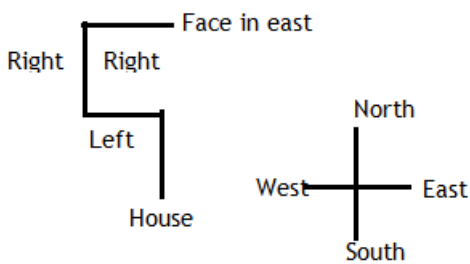 Face in east
Right Right
Left
House
North
West East
South